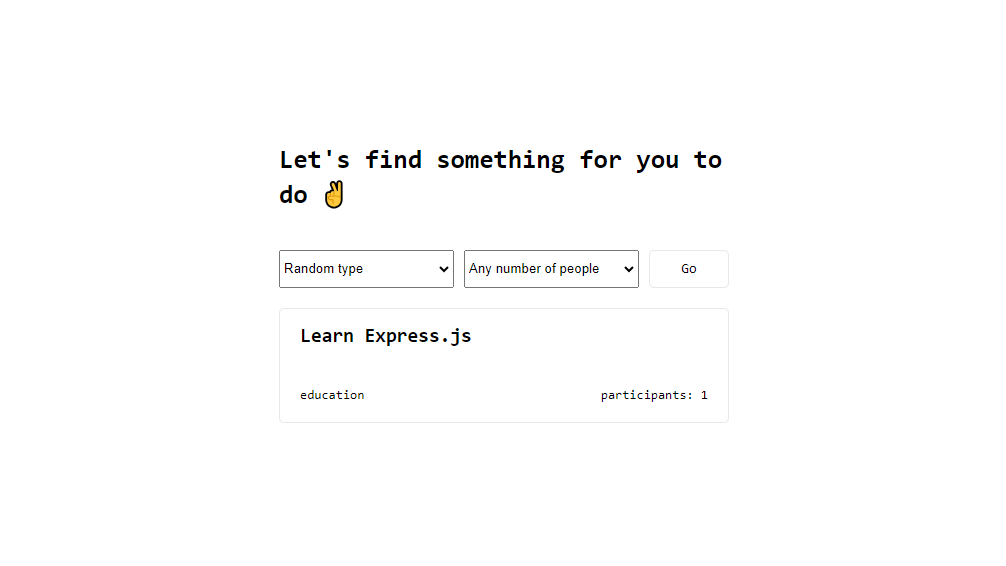 Let's find something for you to
do ✌
Random type Any number of people Go
Learn Express.js
education participants: 1